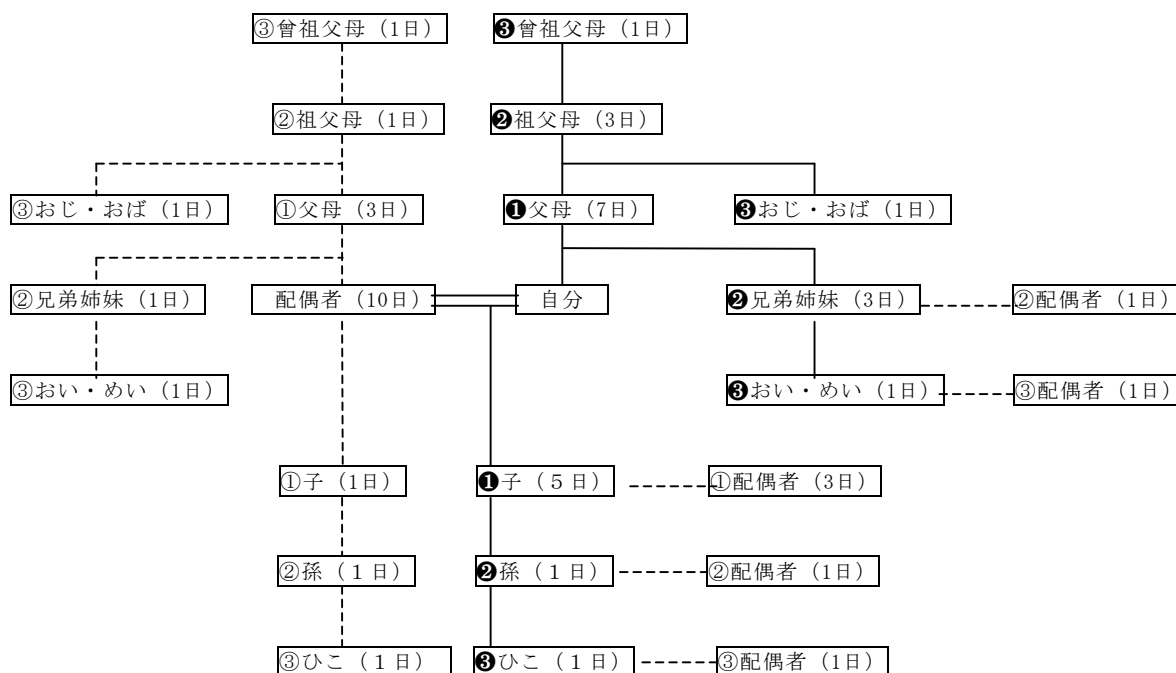 ③曾祖父母（1日） ❸曾祖父母（1日）
②祖父母（1日） ❷祖父母（3日）
③おじ・おば（1日） ①父母（3日） ❶父母（7日） ❸おじ・おば（1日）
②兄弟姉妹（1日） 配偶者（10日） 自分 ❷兄弟姉妹（3日） ②配偶者（1日）
③おい・めい（1日） ❸おい・めい（1日） ③配偶者（1日）
①子（1日） ❶子（５日） ①配偶者（3日）
②孫（１日） ❷孫（１日） ②配偶者（1日）
③ひこ（１日） ❸ひこ（１日） ③配偶者（1日）